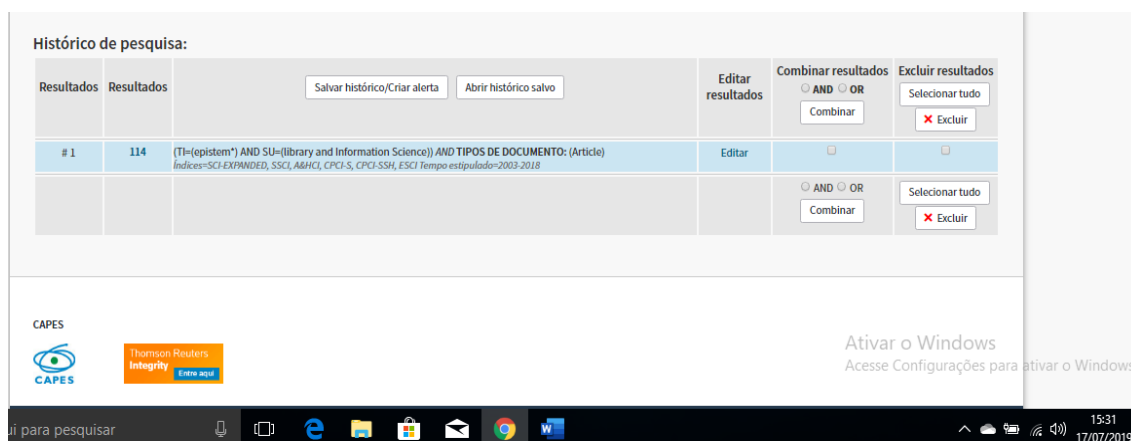 Histórico de pesquisa:
Resultados Resultados Salvar histórico/Criar alerta Abrir histórico salvo Editar resultados Combinar resultados Excluir resultados
AND OR Selecionar tudo
Combinar Excluir
# 1 114 (TI=(epistem*) AND SU=(library and Information Science)) AND TIPOS DE DOCUMENTO: (Article) Editar
Índices=SCI-EXPANDED, SSCI, A&HCI, CPCI-S, CPCI-SSH, ESCI Tempo estipulado=2003-2018
AND OR Selecionar tudo
Combinar Excluir
CAPES
CAPES
Thomson Reuters
Integrity
Entre aqui
Ativar o Windows
Acesse Configurações para ativar o Windows
ui para pesquisar
15:31
17/07/2019